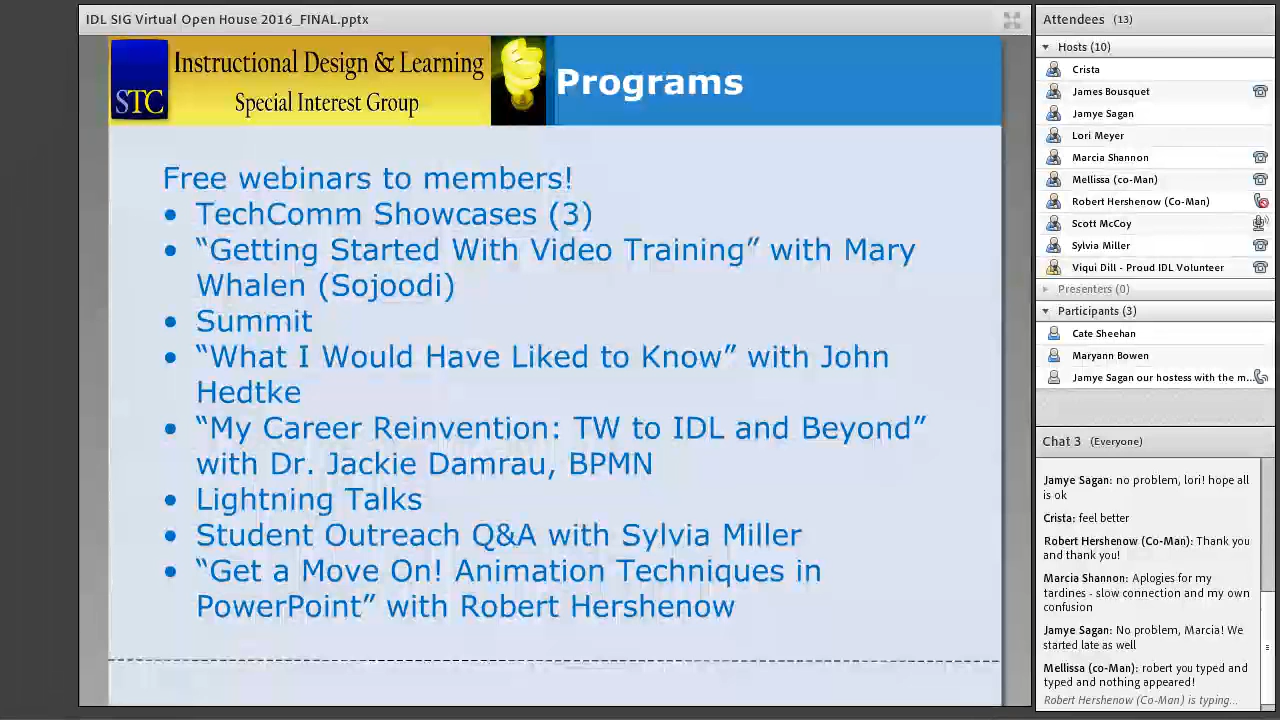 IDL SIG Virtual Open House 2016_FINAL.pptx
STC
Instructional Design & Learning
Special Interest Group
Programs
Free webinars to members!
• TechComm Showcases (3)
• “Getting Started With Video Training” with Mary
Whalen (Sojoodi)
• Summit
• “What I Would Have Liked to Know” with John
Hedtke
• “My Career Reinvention: TW to IDL and Beyond”
with Dr. Jackie Damrau, BPMN
• Lightning Talks
• Student Outreach Q&A with Sylvia Miller
• “Get a Move On! Animation Techniques in
PowerPoint” with Robert Hershenow
Attendees (13)
Hosts (10)
Crista
James Bousquet
Jamye Sagan
Lori Meyer
Marcia Shannon
Mellissa (co-Man)
Robert Hershenow (Co-Man)
Scott McCoy
Sylvia Miller
Viqui Dill - Proud IDL Volunteer
Presenters (0)
Participants (3)
Cate Sheehan
Maryann Bowen
Jamye Sagan our hostess with the m...
Chat 3 (Everyone)
Jamye Sagan: no problem, lori! hope all
is ok
Crista: feel better
Robert Hershenow (Co-Man): Thank you
and thank you!
Marcia Shannon: Aplogies for my
tardines - slow connection and my own
confusion
Jamye Sagan: No problem, Marcia! We
started late as well
Mellissa (co-Man): robert you typed and
typed and nothing appeared!
Robert Hershenow (Co-Man) is typing...